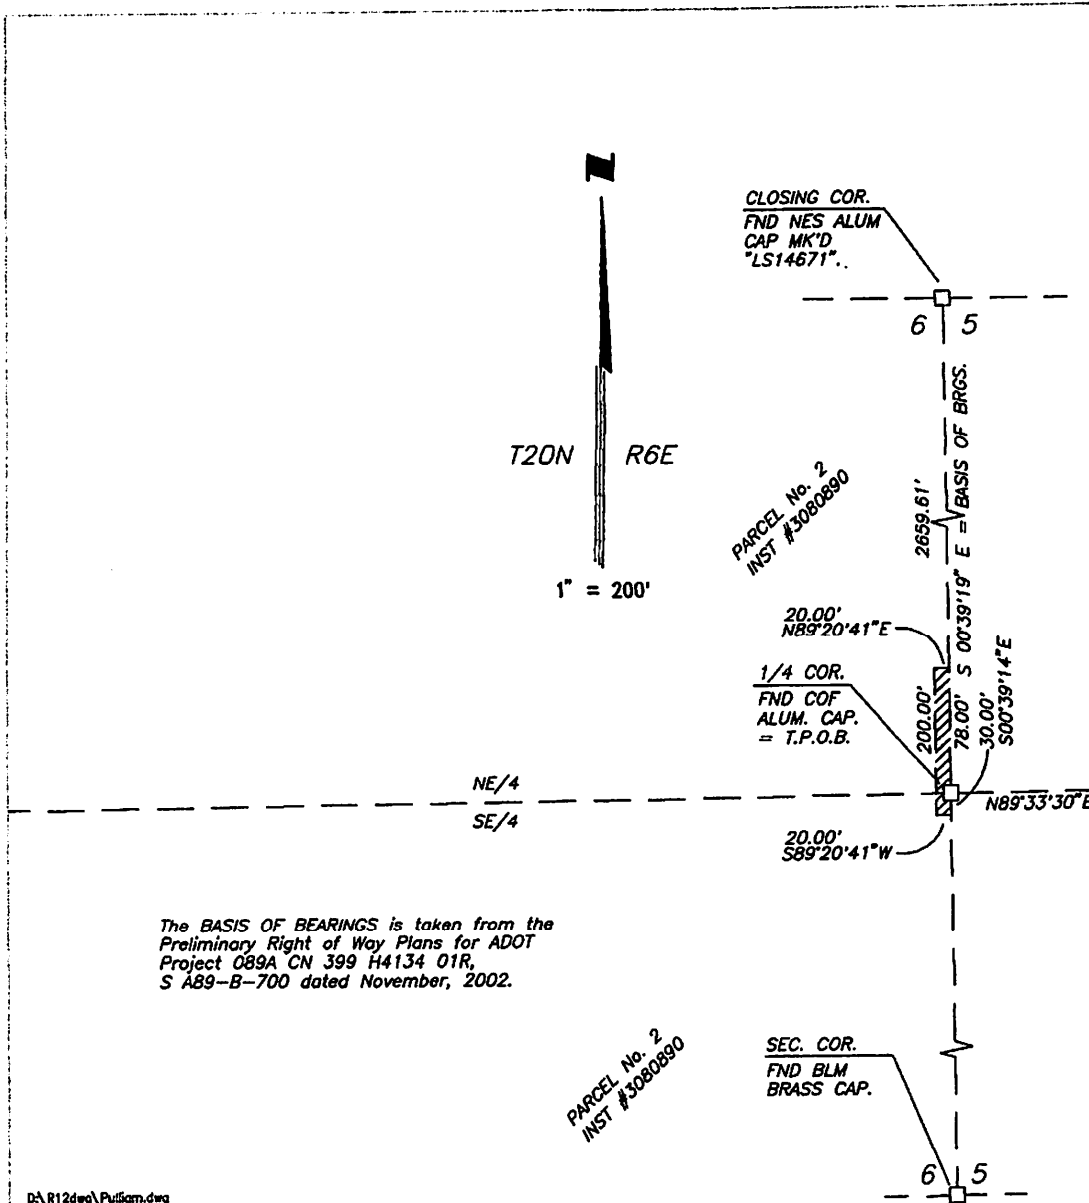 CLOSING COR.
FND NES ALUM
CAP MK'D
"LS14671"..
6 5
T20N R6E
1" = 200'
PARCEL No. 2
INST #3080890
2659.61'
S 00°39'19" E = BASIS OF BRGS.
20.00'
N89°20'41"E
1/4 COR.
FND COF
ALUM. CAP.
= T.P.O.B.
200.00'
78.00'
30.00'
S00°39'14"E
NE/4
SE/4
N89°33'30"E
20.00'
S89°20'41"W
The BASIS OF BEARINGS is taken from the
Preliminary Right of Way Plans for ADOT
Project 089A CN 399 H4134 01R,
S A89-B-700 dated November, 2002.
PARCEL No. 2
INST #3080890
SEC. COR.
FND BLM
BRASS CAP.
6 5
D:\R12dwg\Pulliam.dwg